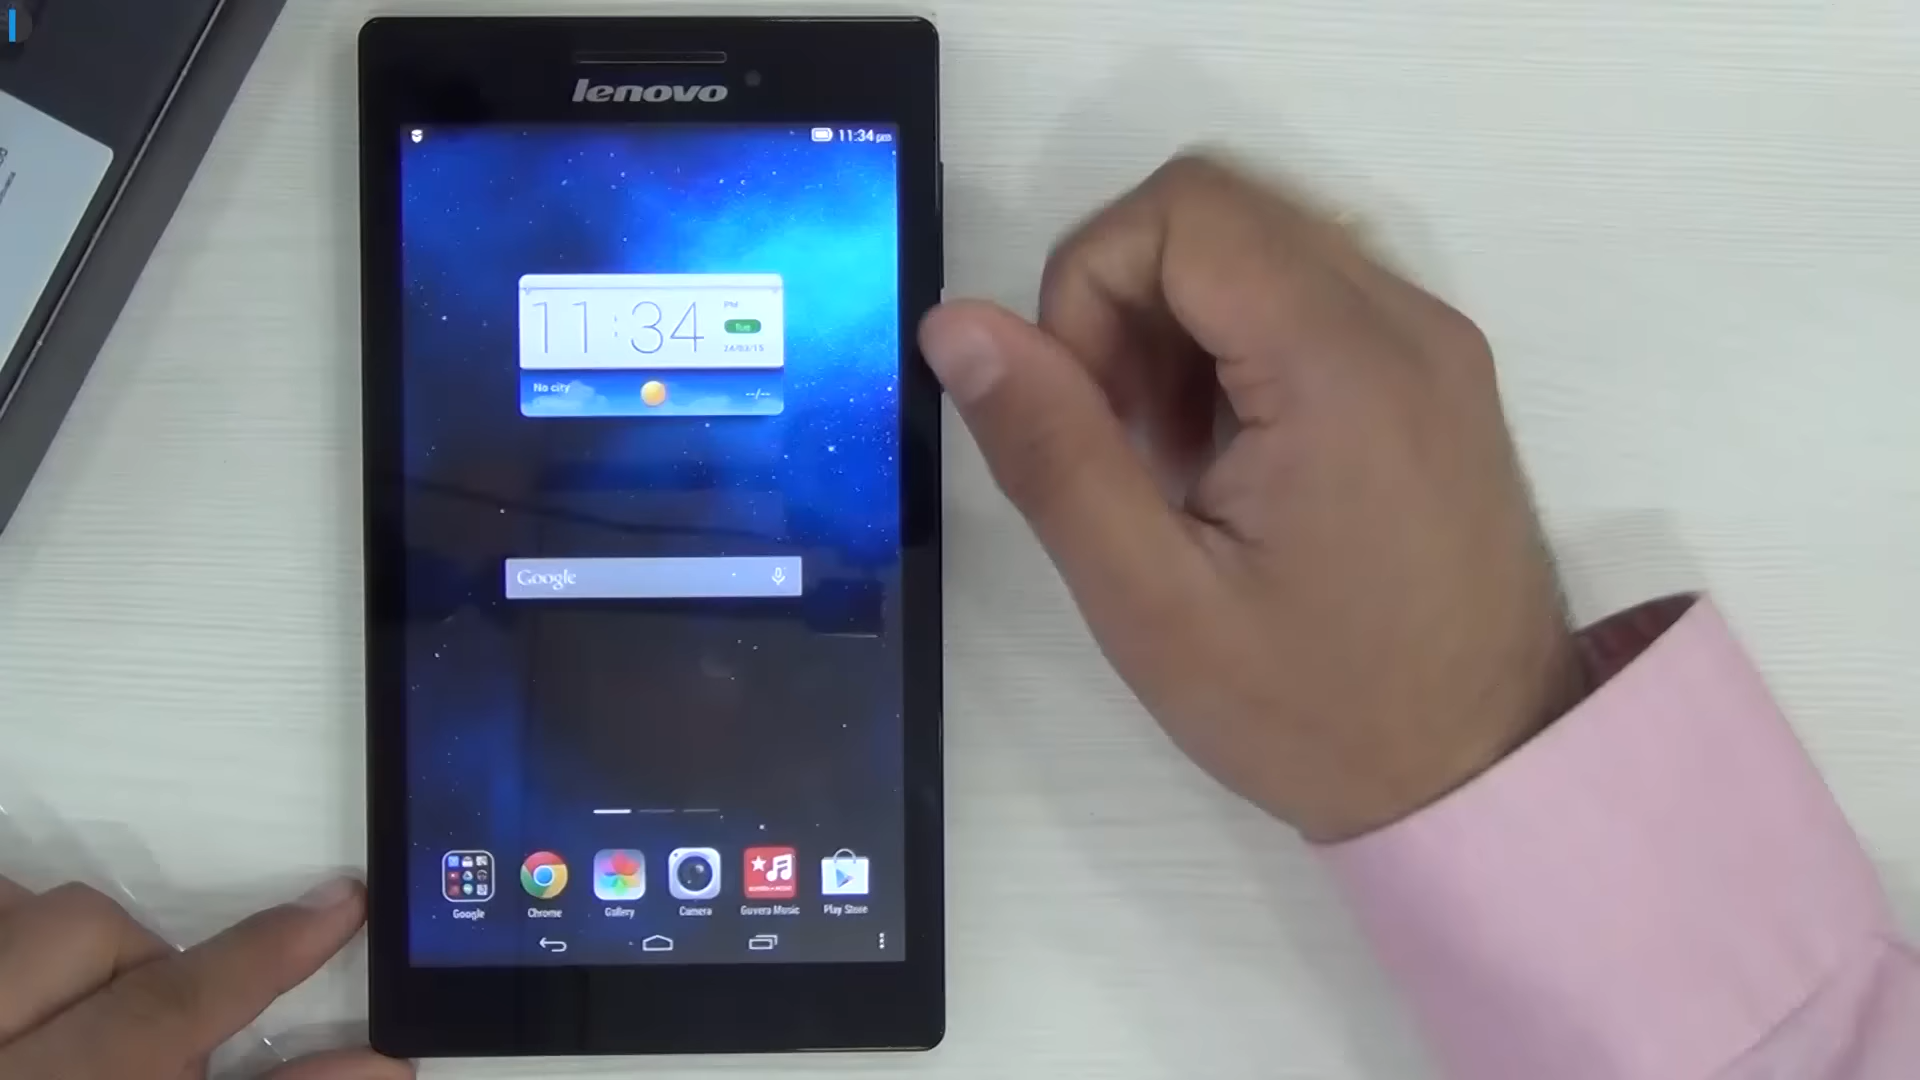 lenovo
11:34 pm
11:34
PM
Tue
24/03/15
No city
--/--
Google
Google
Chrome
Gallery
Camera
Guvera Music
Play Store